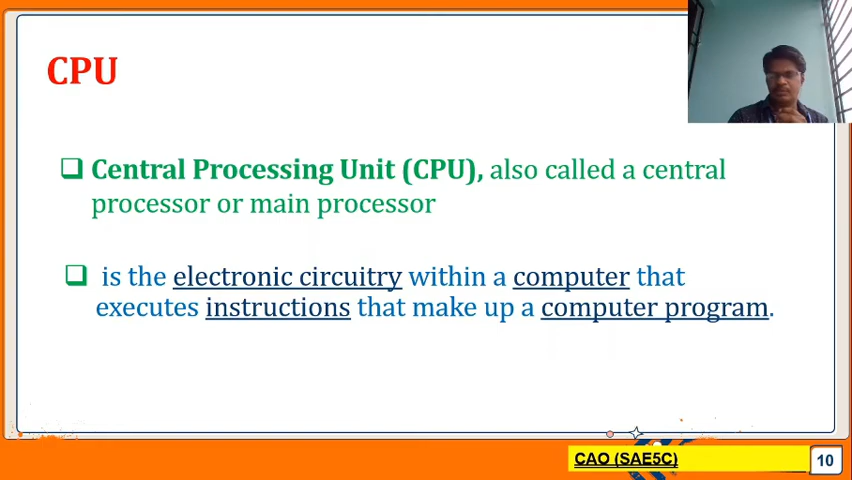 CPU
Central Processing Unit (CPU), also called a central
processor or main processor
is the electronic circuitry within a computer that
executes instructions that make up a computer program.
CAO (SAE5C)
10